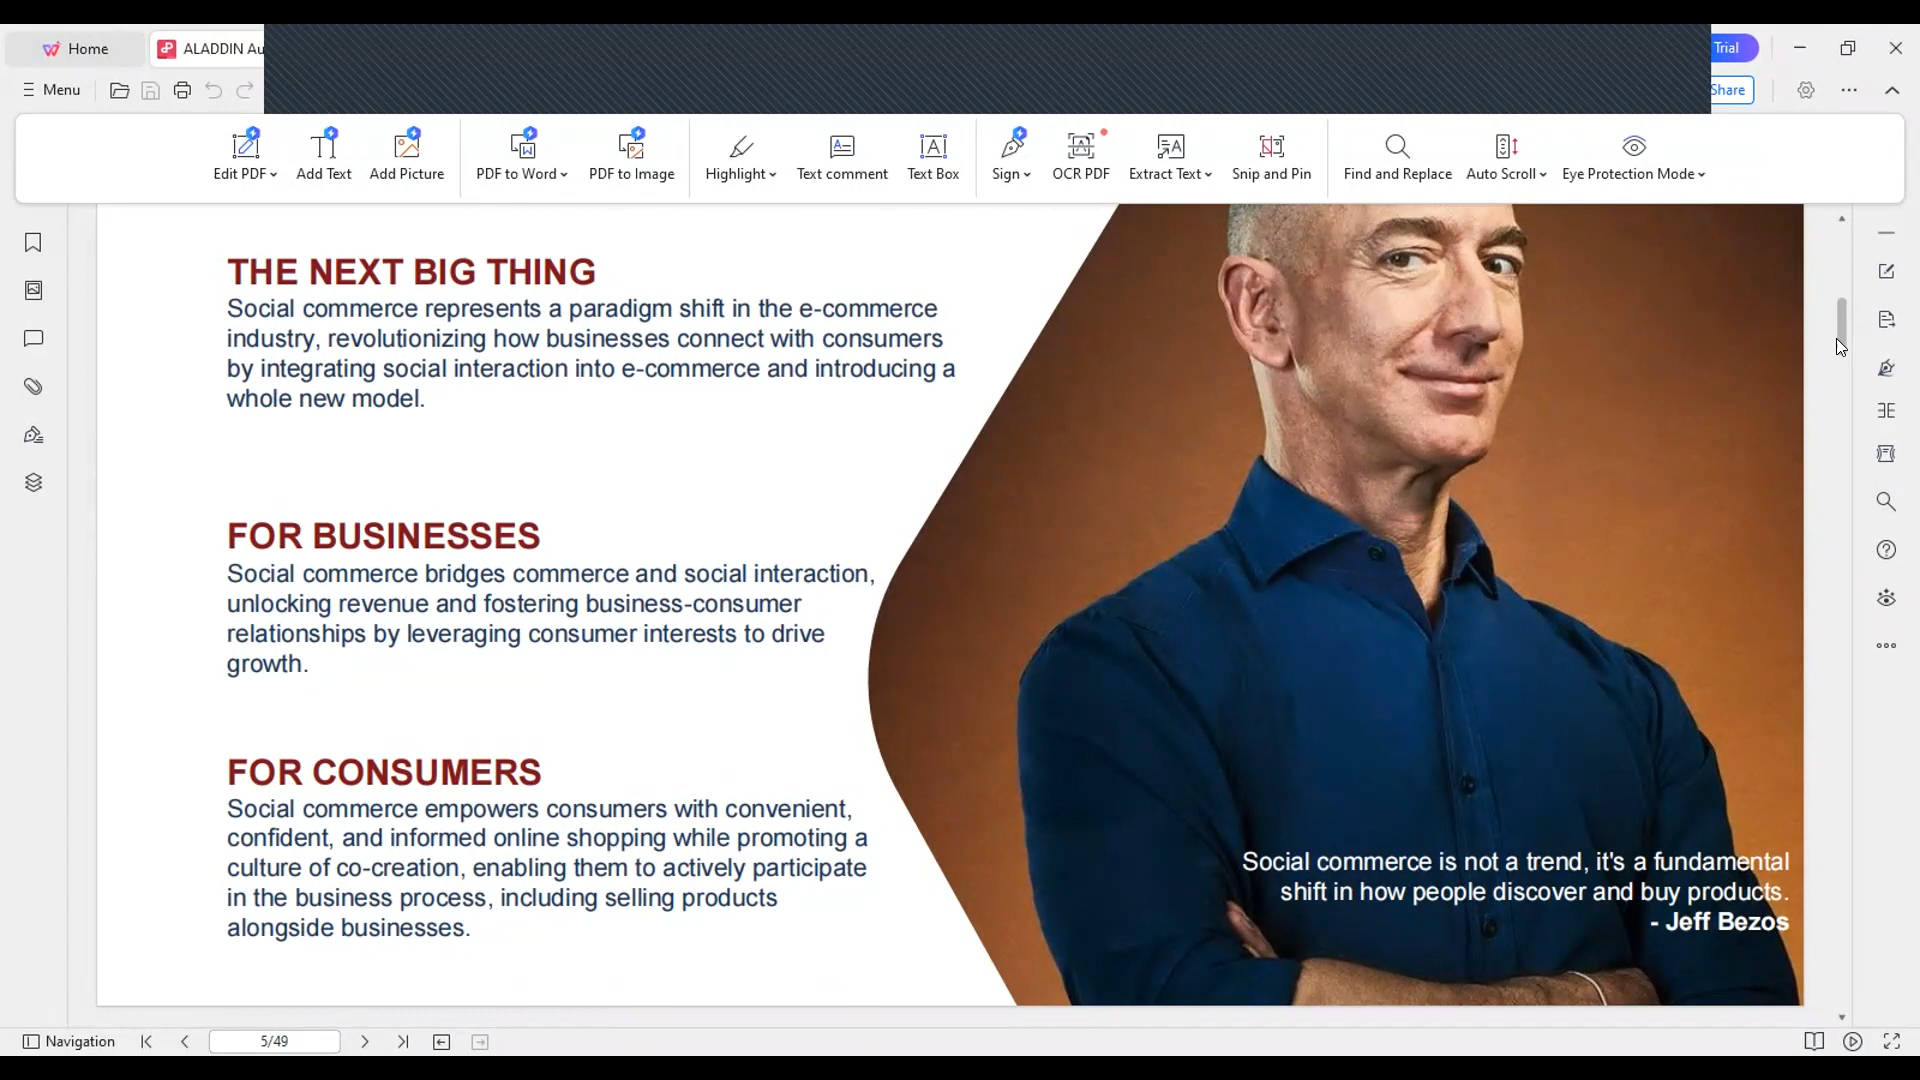 Home
ALADDIN Au
Trial
Menu
Share
Edit PDF
Add Text
Add Picture
PDF to Word
PDF to Image
Highlight
Text comment
Text Box
Sign
OCR PDF
Extract Text
Snip and Pin
Find and Replace
Auto Scroll
Eye Protection Mode
THE NEXT BIG THING
Social commerce represents a paradigm shift in the e-commerce
industry, revolutionizing how businesses connect with consumers
by integrating social interaction into e-commerce and introducing a
whole new model.
FOR BUSINESSES
Social commerce bridges commerce and social interaction,
unlocking revenue and fostering business-consumer
relationships by leveraging consumer interests to drive
growth.
FOR CONSUMERS
Social commerce empowers consumers with convenient,
confident, and informed online shopping while promoting a
culture of co-creation, enabling them to actively participate
in the business process, including selling products
alongside businesses.
Social commerce is not a trend, it's a fundamental
shift in how people discover and buy products.
- Jeff Bezos
Navigation
5/49